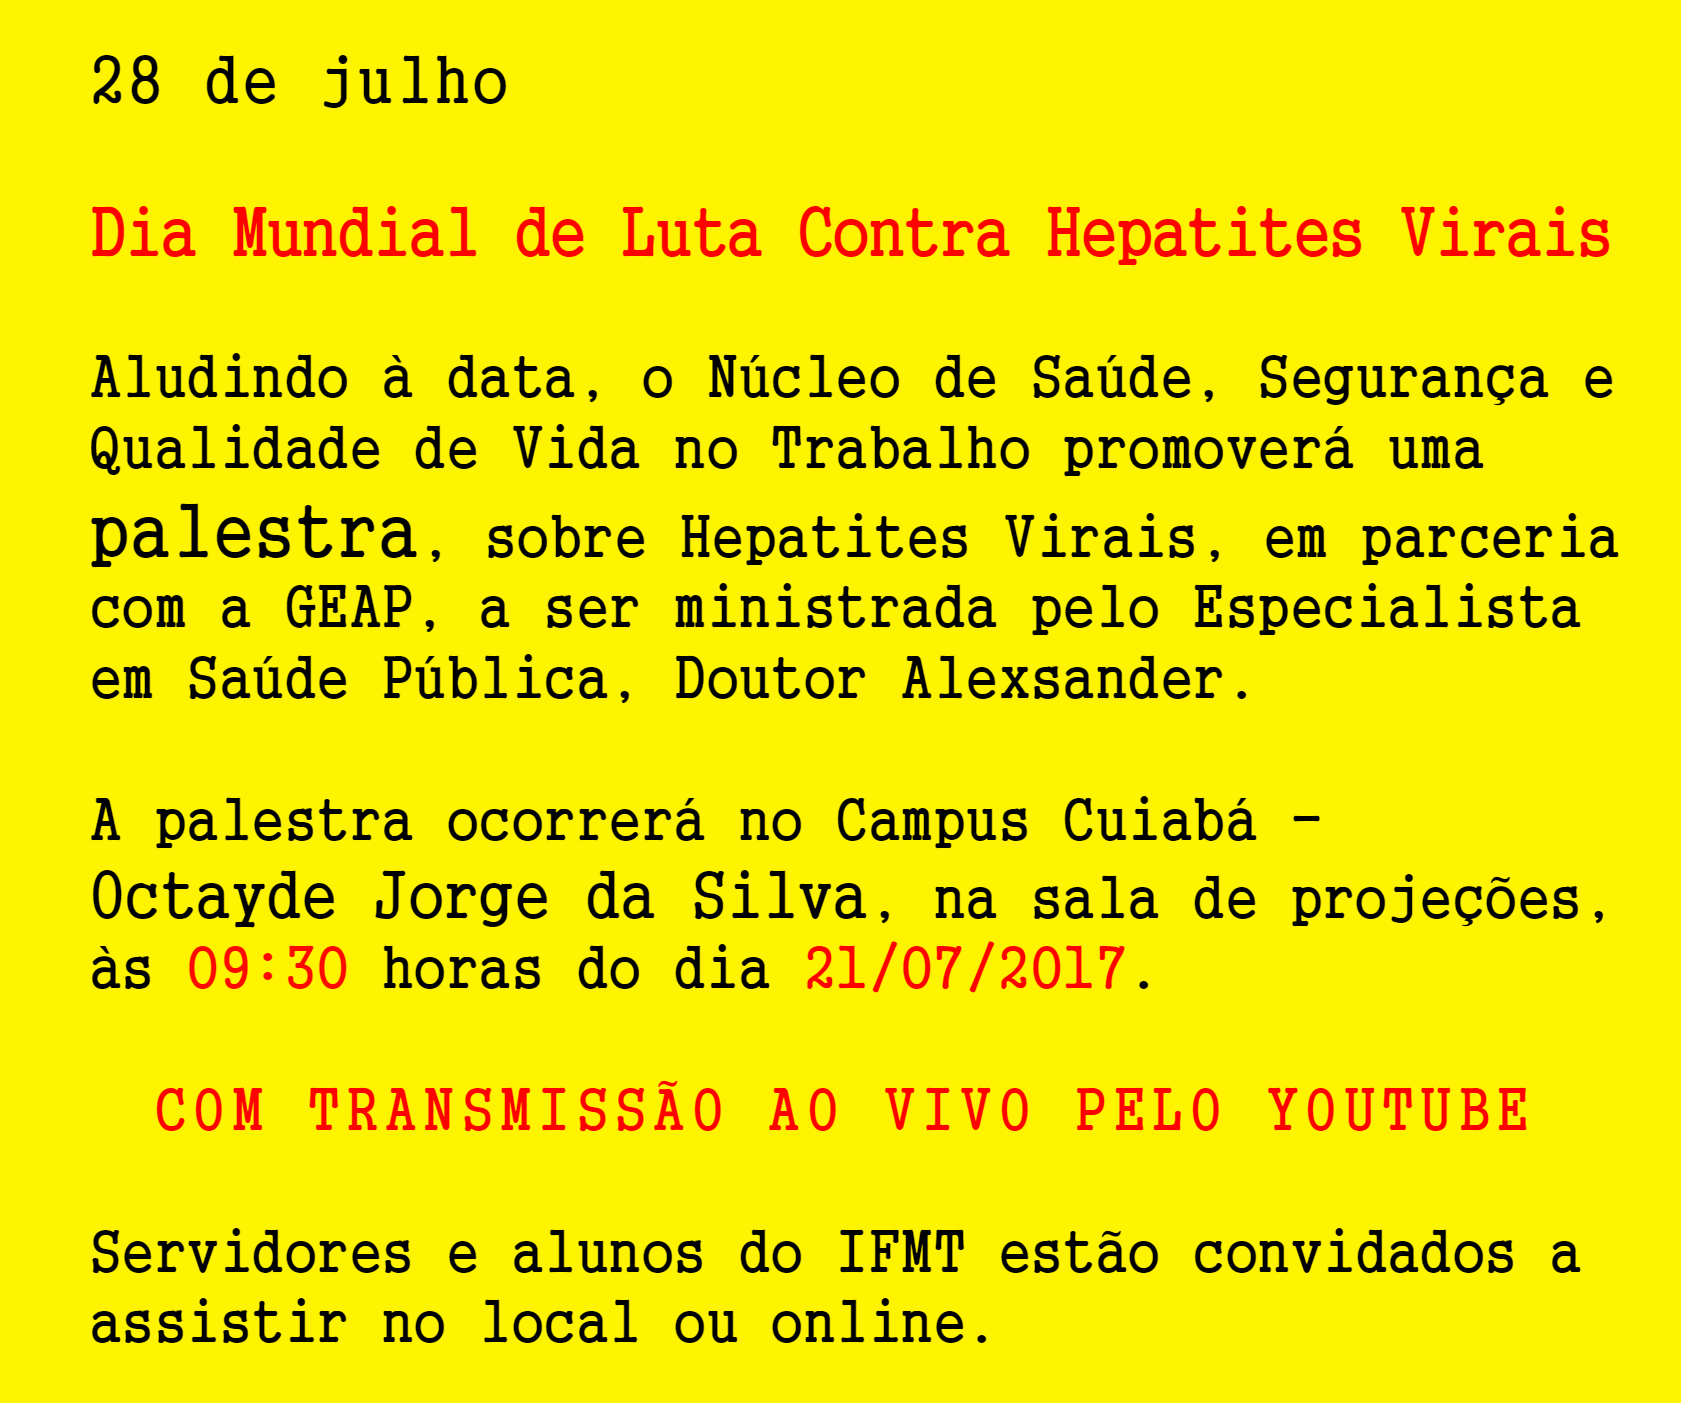 28 de julho
Dia Mundial de Luta Contra Hepatites Virais
Aludindo à data, o Núcleo de Saúde, Segurança e
Qualidade de Vida no Trabalho promoverá uma
palestra, sobre Hepatites Virais, em parceria
com a GEAP, a ser ministrada pelo Especialista
em Saúde Pública, Doutor Alexsander.
A palestra ocorrerá no Campus Cuiabá –
Octayde Jorge da Silva, na sala de projeções,
às 09:30 horas do dia 21/07/2017.
COM TRANSMISSÃO AO VIVO PELO YOUTUBE
Servidores e alunos do IFMT estão convidados a
assistir no local ou online.